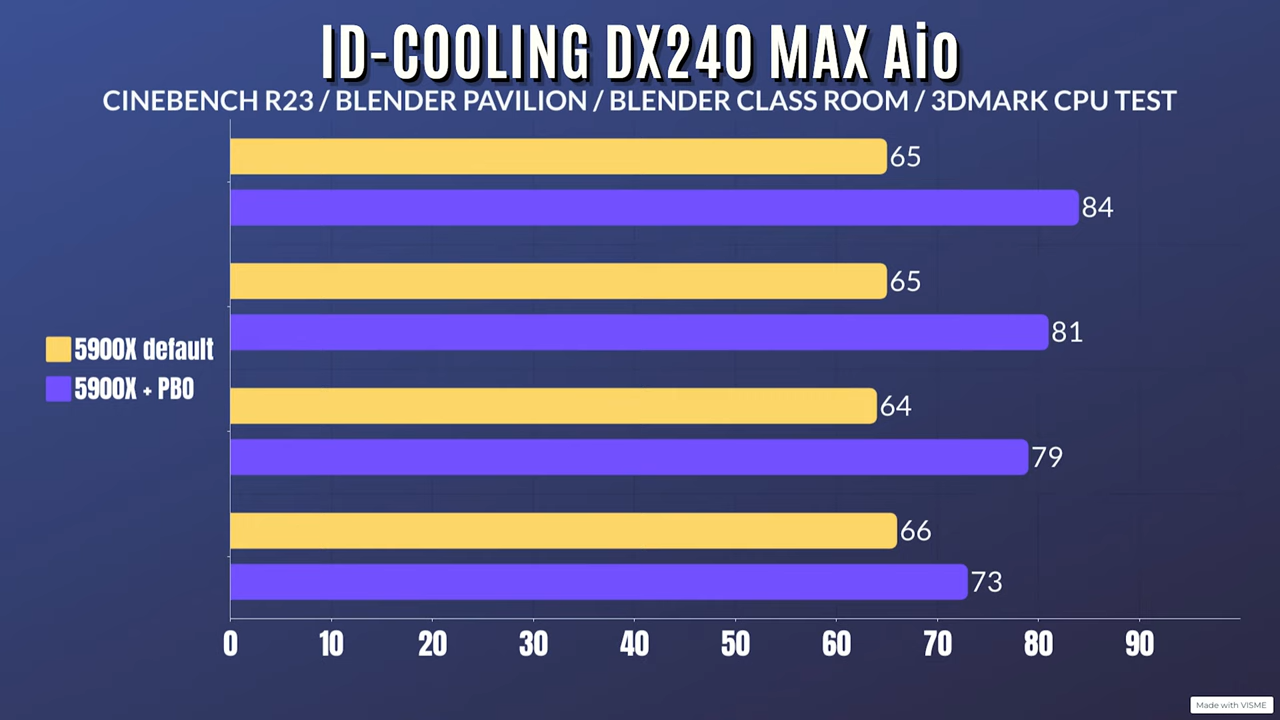 ID-COOLING DX240 MAX Aio
CINEBENCH R23 / BLENDER PAVILION / BLENDER CLASS ROOM / 3DMARK CPU TEST
65
84
65
81
5900X default
5900X + PBO
64
79
66
73
0 10 20 30 40 50 60 70 80 90
Made with VISME